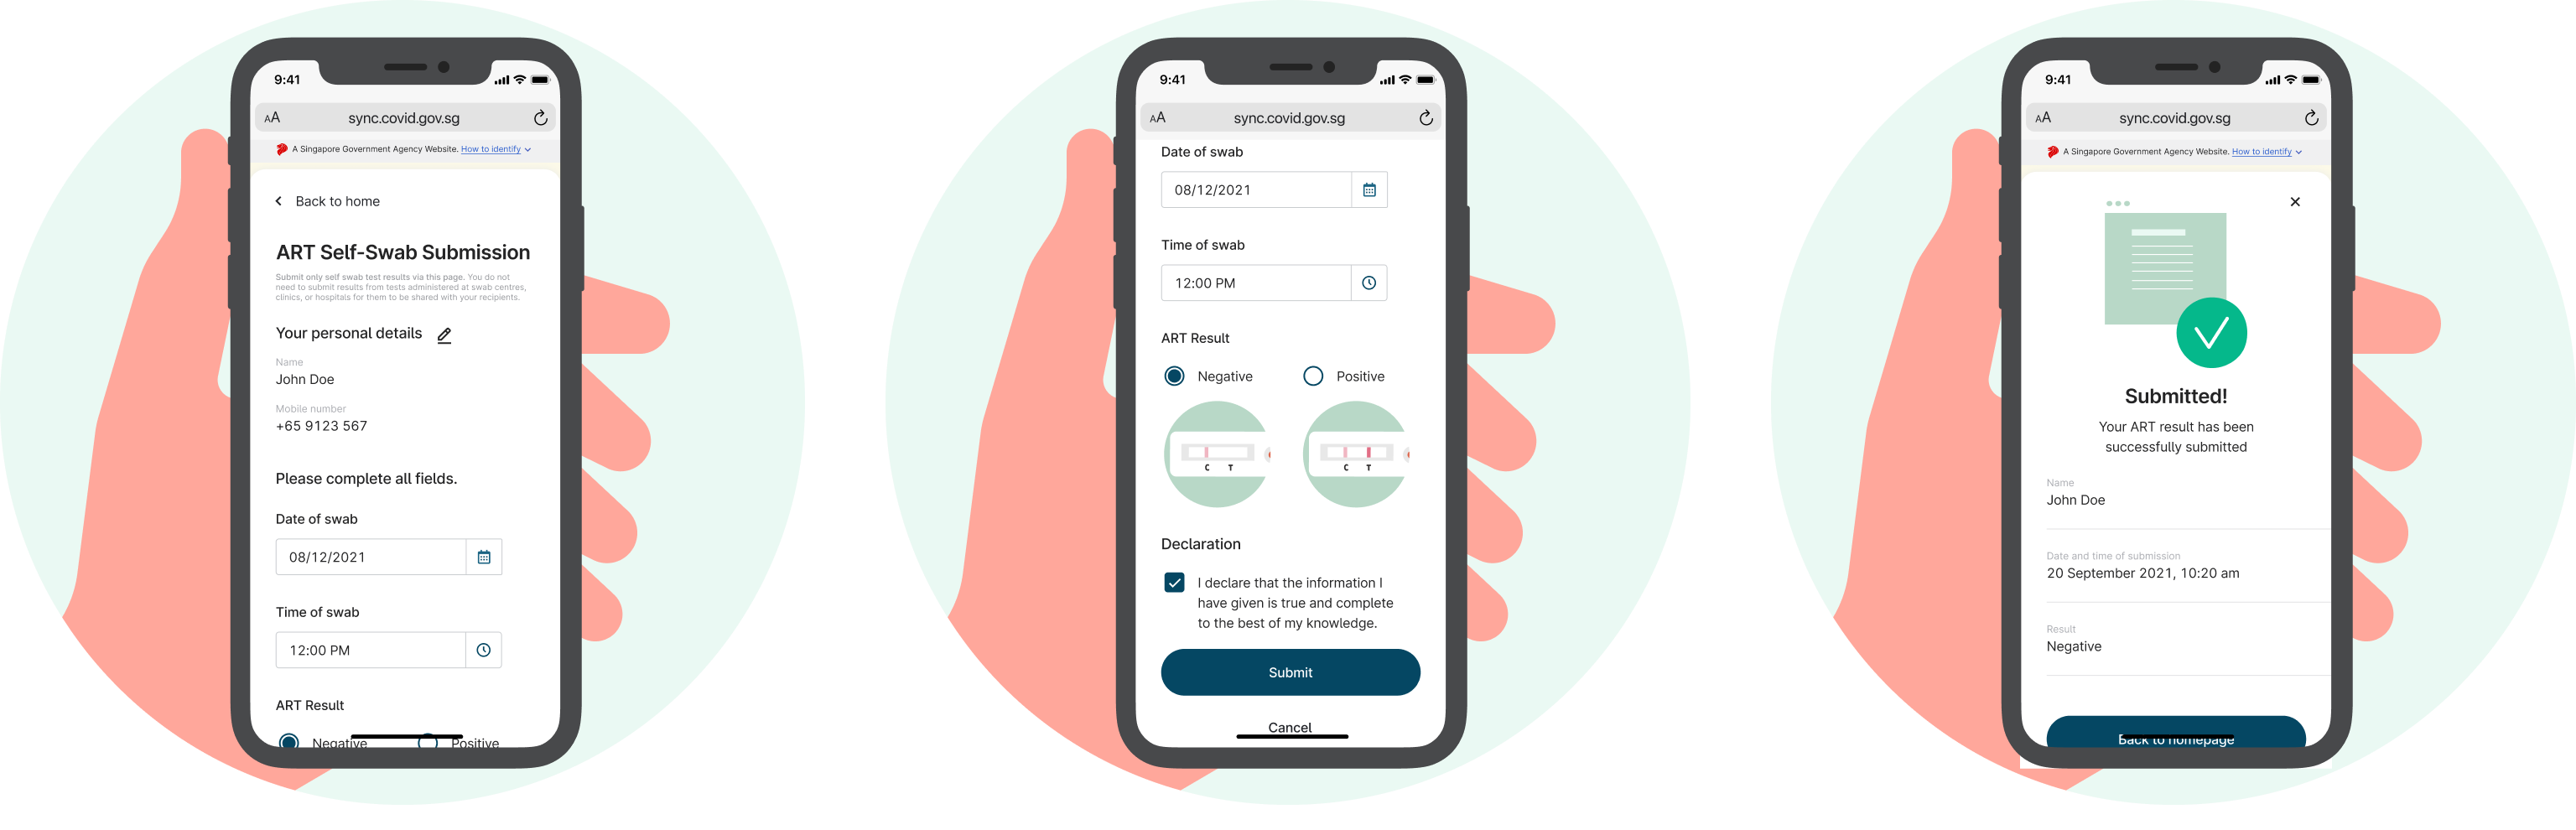 9:41
AA sync.covid.gov.sg
A Singapore Government Agency Website. How to identify
Back to home
ART Self-Swab Submission
Submit only self swab test results via this page. You do not
need to submit results from tests administered at swab centres,
clinics, or hospitals for them to be shared with your recipients.
Your personal details
Name
John Doe
Mobile number
+65 9123 567
Please complete all fields.
Date of swab
08/12/2021
Time of swab
12:00 PM
ART Result
Negative Positive
9:41
AA sync.covid.gov.sg
Date of swab
08/12/2021
Time of swab
12:00 PM
ART Result
Negative Positive
C T C T
Declaration
I declare that the information I
have given is true and complete
to the best of my knowledge.
Submit
Cancel
9:41
AA sync.covid.gov.sg
A Singapore Government Agency Website. How to identify
Submitted!
Your ART result has been
successfully submitted
Name
John Doe
Date and time of submission
20 September 2021, 10:20 am
Result
Negative
Back to homepage